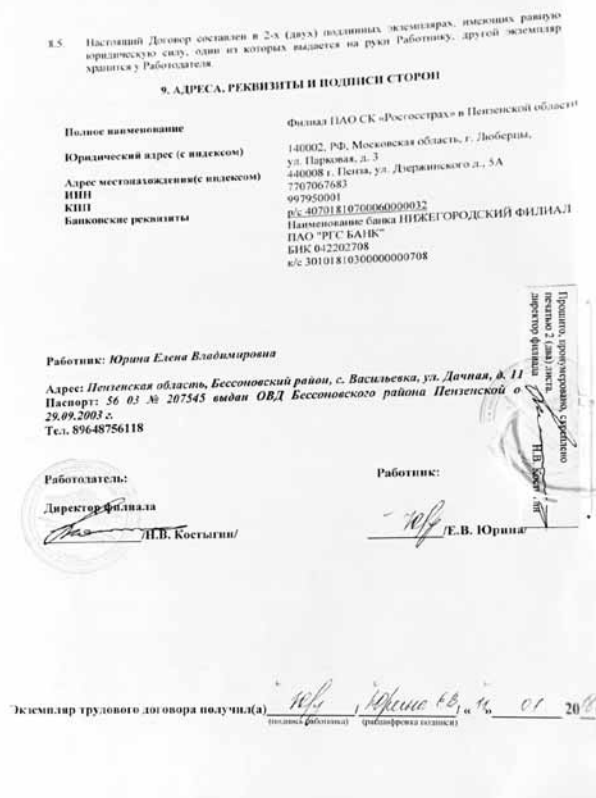 8.5. Настоящий Договор составлен в 2-х (двух) подлинных экземплярах, имеющих равную
юридическую силу, один из которых выдается на руки Работнику, другой экземпляр
хранится у Работодателя.
9. АДРЕСА, РЕКВИЗИТЫ И ПОДПИСИ СТОРОН
Полное наименование Филиал ПАО СК «Росгосстрах» в Пензенской области
Юридический адрес (с индексом) 140002, РФ, Московская область, г. Люберцы,
ул. Парковая, д. 3
Адрес местонахождения(с индексом) 440008 г. Пенза, ул. Дзержинского д., 5А
ИНН 7707067683
КПП 997950001
Банковские реквизиты р/с 40701810700060000032
Наименование банка НИЖЕГОРОДСКИЙ ФИЛИАЛ
ПАО "РГС БАНК"
БИК 042202708
к/с 30101810300000000708
Прошито, пронумеровано, скреплено
печатью 2 (два) листа.
директор филиала Н.В.
Работник: Юрина Елена Владимировна
Адрес: Пензенская область, Бессоновский район, с. Васильевка, ул. Дачная, д. 11
Паспорт: 56 03 № 207545 выдан ОВД Бессоновского района Пензенской о
29.09.2003 г.
Тел. 89648756118
Работодатель: Работник:
Директор филиала
/Н.В. Костыгин/ /Е.В. Юрина/
Экземпляр трудового договора получил(а) , Юрина ЕВ, « 11 » 01 20
(подпись работника) (расшифровка подписи)